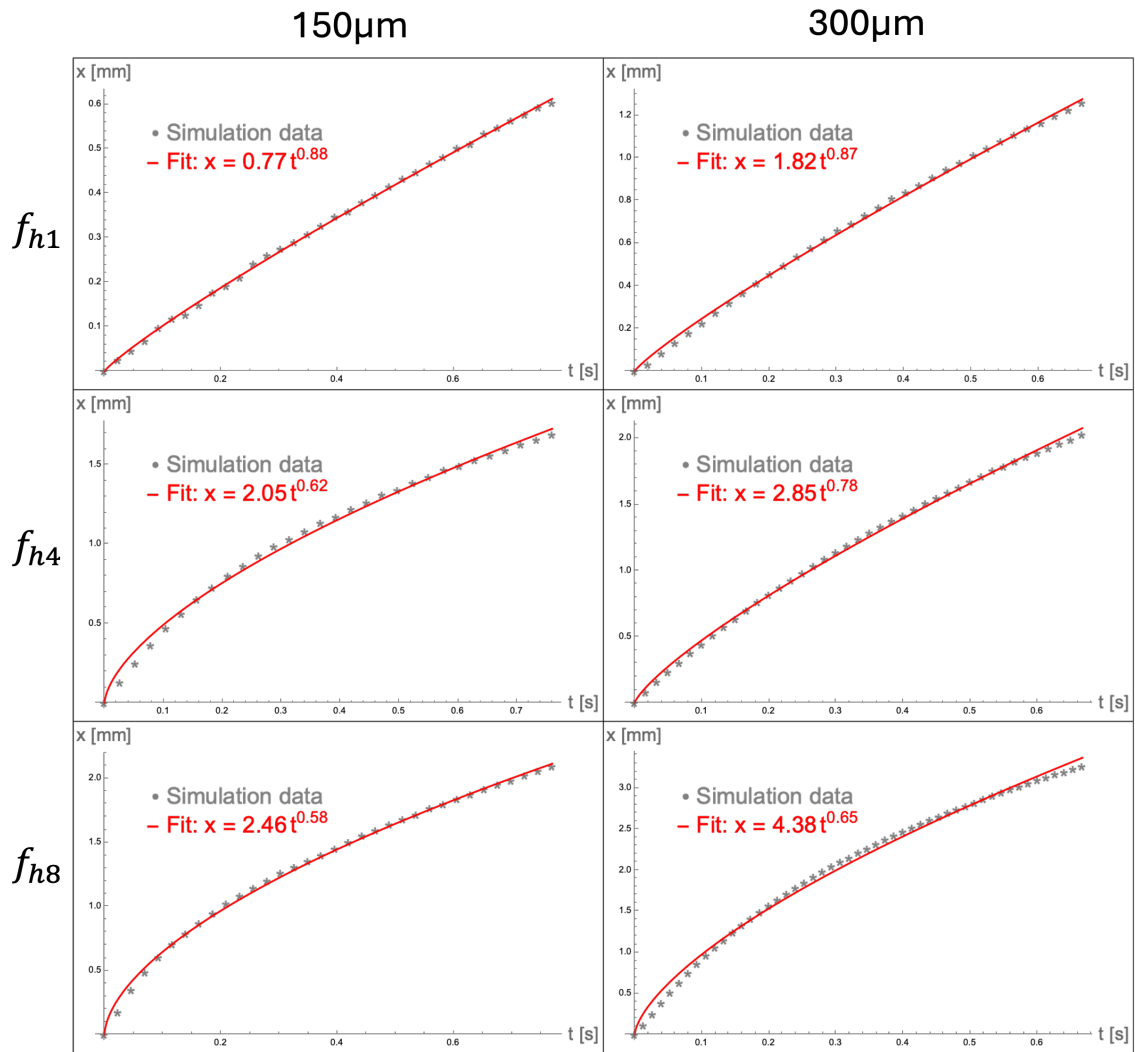 150μm 300μm
f_h1
x [mm]
0.6
0.5
0.4
0.3
0.2
0.1
• Simulation data
– Fit: x = 0.77 t^0.88
0.2 0.4 0.6 t [s]
x [mm]
1.2
1.0
0.8
0.6
0.4
0.2
• Simulation data
– Fit: x = 1.82 t^0.87
0.1 0.2 0.3 0.4 0.5 0.6 t [s]
f_h4
x [mm]
1.5
1.0
0.5
• Simulation data
– Fit: x = 2.05 t^0.62
0.1 0.2 0.3 0.4 0.5 0.6 0.7 t [s]
x [mm]
2.0
1.5
1.0
0.5
• Simulation data
– Fit: x = 2.85 t^0.78
0.1 0.2 0.3 0.4 0.5 0.6 t [s]
f_h8
x [mm]
2.0
1.5
1.0
0.5
• Simulation data
– Fit: x = 2.46 t^0.58
0.2 0.4 0.6 t [s]
x [mm]
3.0
2.5
2.0
1.5
1.0
0.5
• Simulation data
– Fit: x = 4.38 t^0.65
0.1 0.2 0.3 0.4 0.5 0.6 t [s]